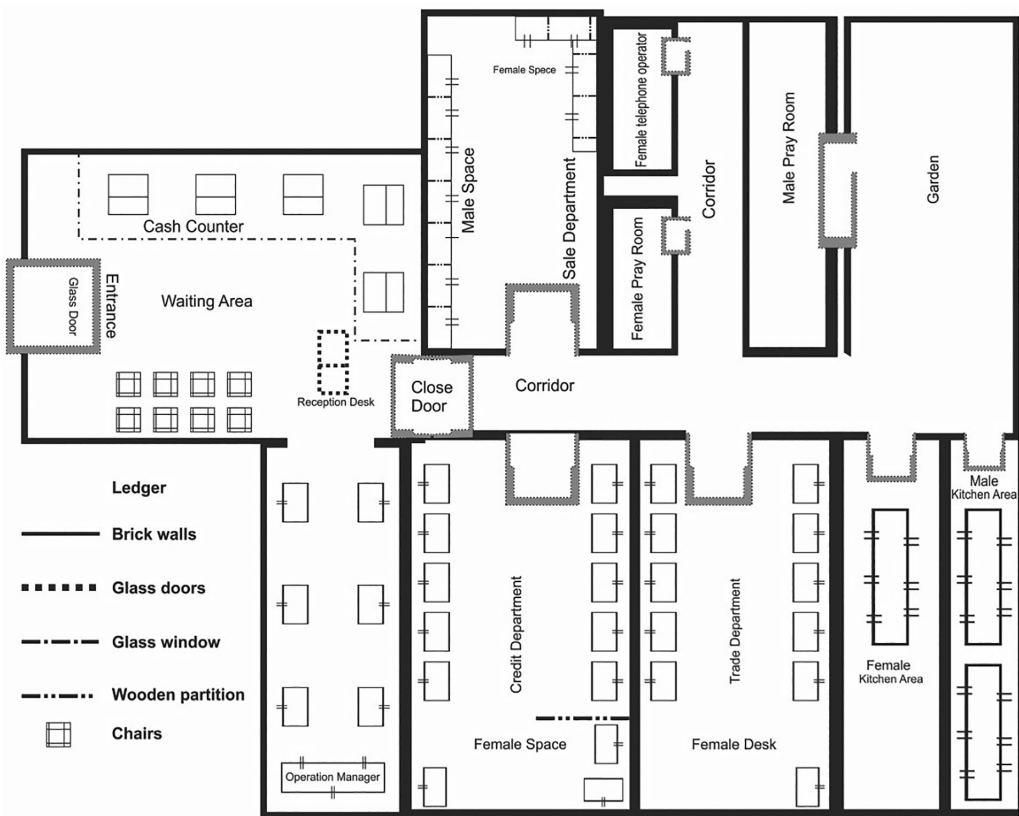 Female Spece
Male Space
Sale Department
Female telephone operator
Female Pray Room
Corridor
Male Pray Room
Garden
Cash Counter
Glass Door
Entrance
Waiting Area
Reception Desk
Close
Door
Corridor
Ledger
Brick walls
Glass doors
Glass window
Wooden partition
Chairs
Operation Manager
Credit Department
Female Space
Trade Department
Female Desk
Female
Kitchen Area
Male
Kitchen Area